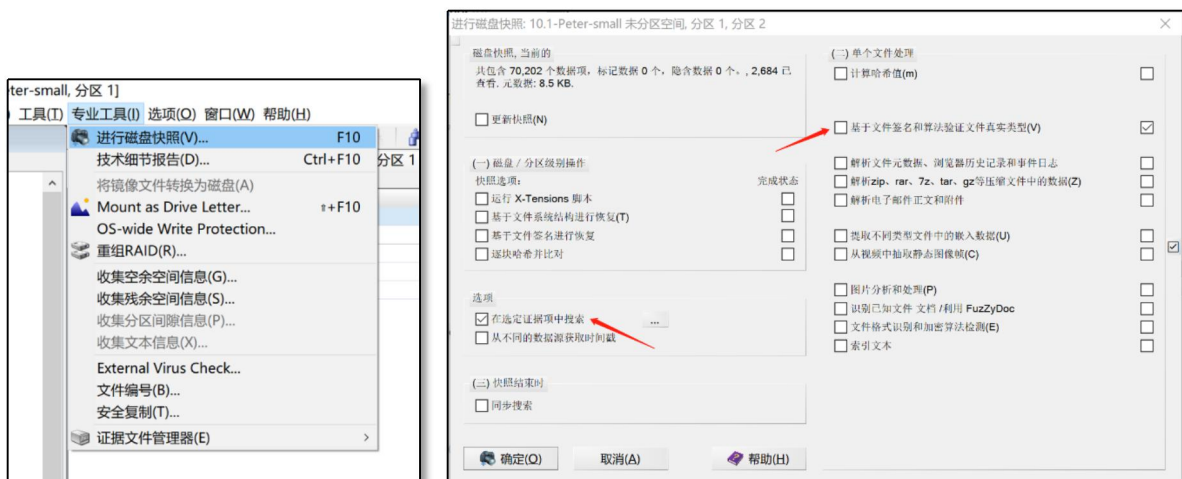 ter-small, 分区 1]
工具(T) 专业工具(I) 选项(O) 窗口(W) 帮助(H)
进行磁盘快照(V)... F10
技术细节报告(D)... Ctrl+F10
分区 1
将镜像文件转换为磁盘(A)
Mount as Drive Letter... ⇧+F10
OS-wide Write Protection...
重组RAID(R)...
收集空余空间信息(G)...
收集残余空间信息(S)...
收集分区间隙信息(P)...
收集文本信息(X)...
External Virus Check...
文件编号(B)...
安全复制(T)...
证据文件管理器(E)
进行磁盘快照: 10.1-Peter-small 未分区空间, 分区 1, 分区 2
磁盘快照, 当前的
共包含 70,202 个数据项, 标记数据 0 个, 隐含数据 0 个, , 2,684 已
查看. 元数据: 8.5 KB.
更新快照(N)
(一) 磁盘 / 分区级别操作
快照选项: 完成状态
运行 X-Tensions 脚本
基于文件系统结构进行恢复(T)
基于文件签名进行恢复
逐块哈希并比对
选项
在选定证据项中搜索 ...
从不同的数据源获取时间戳
(三) 快照结束时
同步搜索
确定(O) 取消(A) 帮助(H)
(二) 单个文件处理
计算哈希值(m)
基于文件签名和算法验证文件真实类型(V)
解析文件元数据、浏览器历史记录和事件日志
解析zip、rar、7z、tar、gz等压缩文件中的数据(Z)
解析电子邮件正文和附件
提取不同类型文件中的嵌入数据(U)
从视频中抽取静态图像帧(C)
图片分析和处理(P)
识别已知文件 文档 /利用 FuzZyDoc
文件格式识别和加密算法检测(E)
索引文本